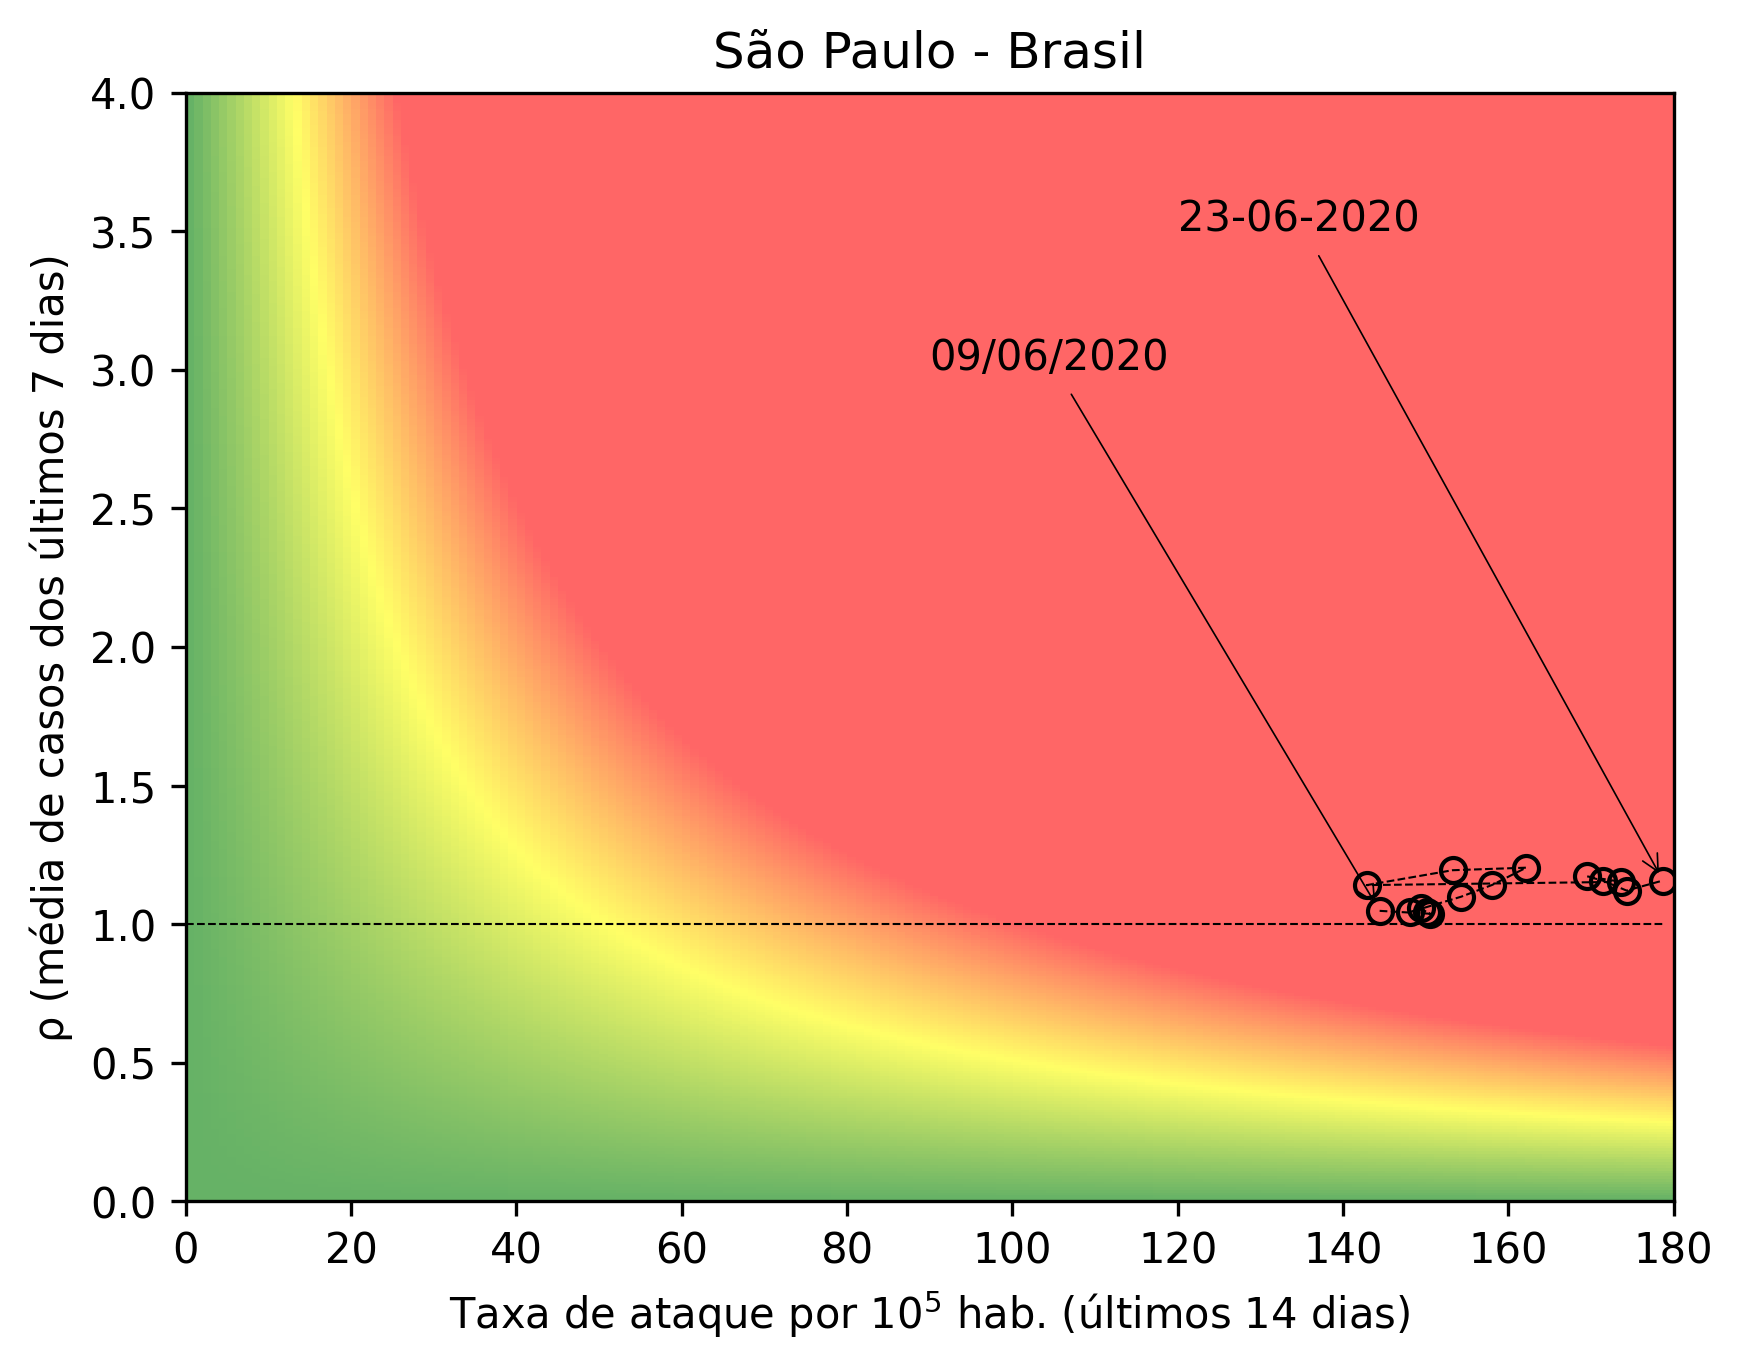 São Paulo - Brasil
4.0
3.5
3.0
2.5
2.0
1.5
1.0
0.5
0.0
ρ (média de casos dos últimos 7 dias)
23-06-2020
09/06/2020
0 20 40 60 80 100 120 140 160 180
Taxa de ataque por 10⁵ hab. (últimos 14 dias)